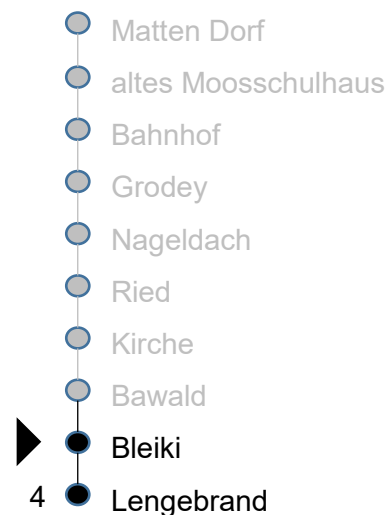 Matten Dorf
altes Moosschulhaus
Bahnhof
Grodey
Nageldach
Ried
Kirche
Bawald
Bleiki
4 Lengebrand